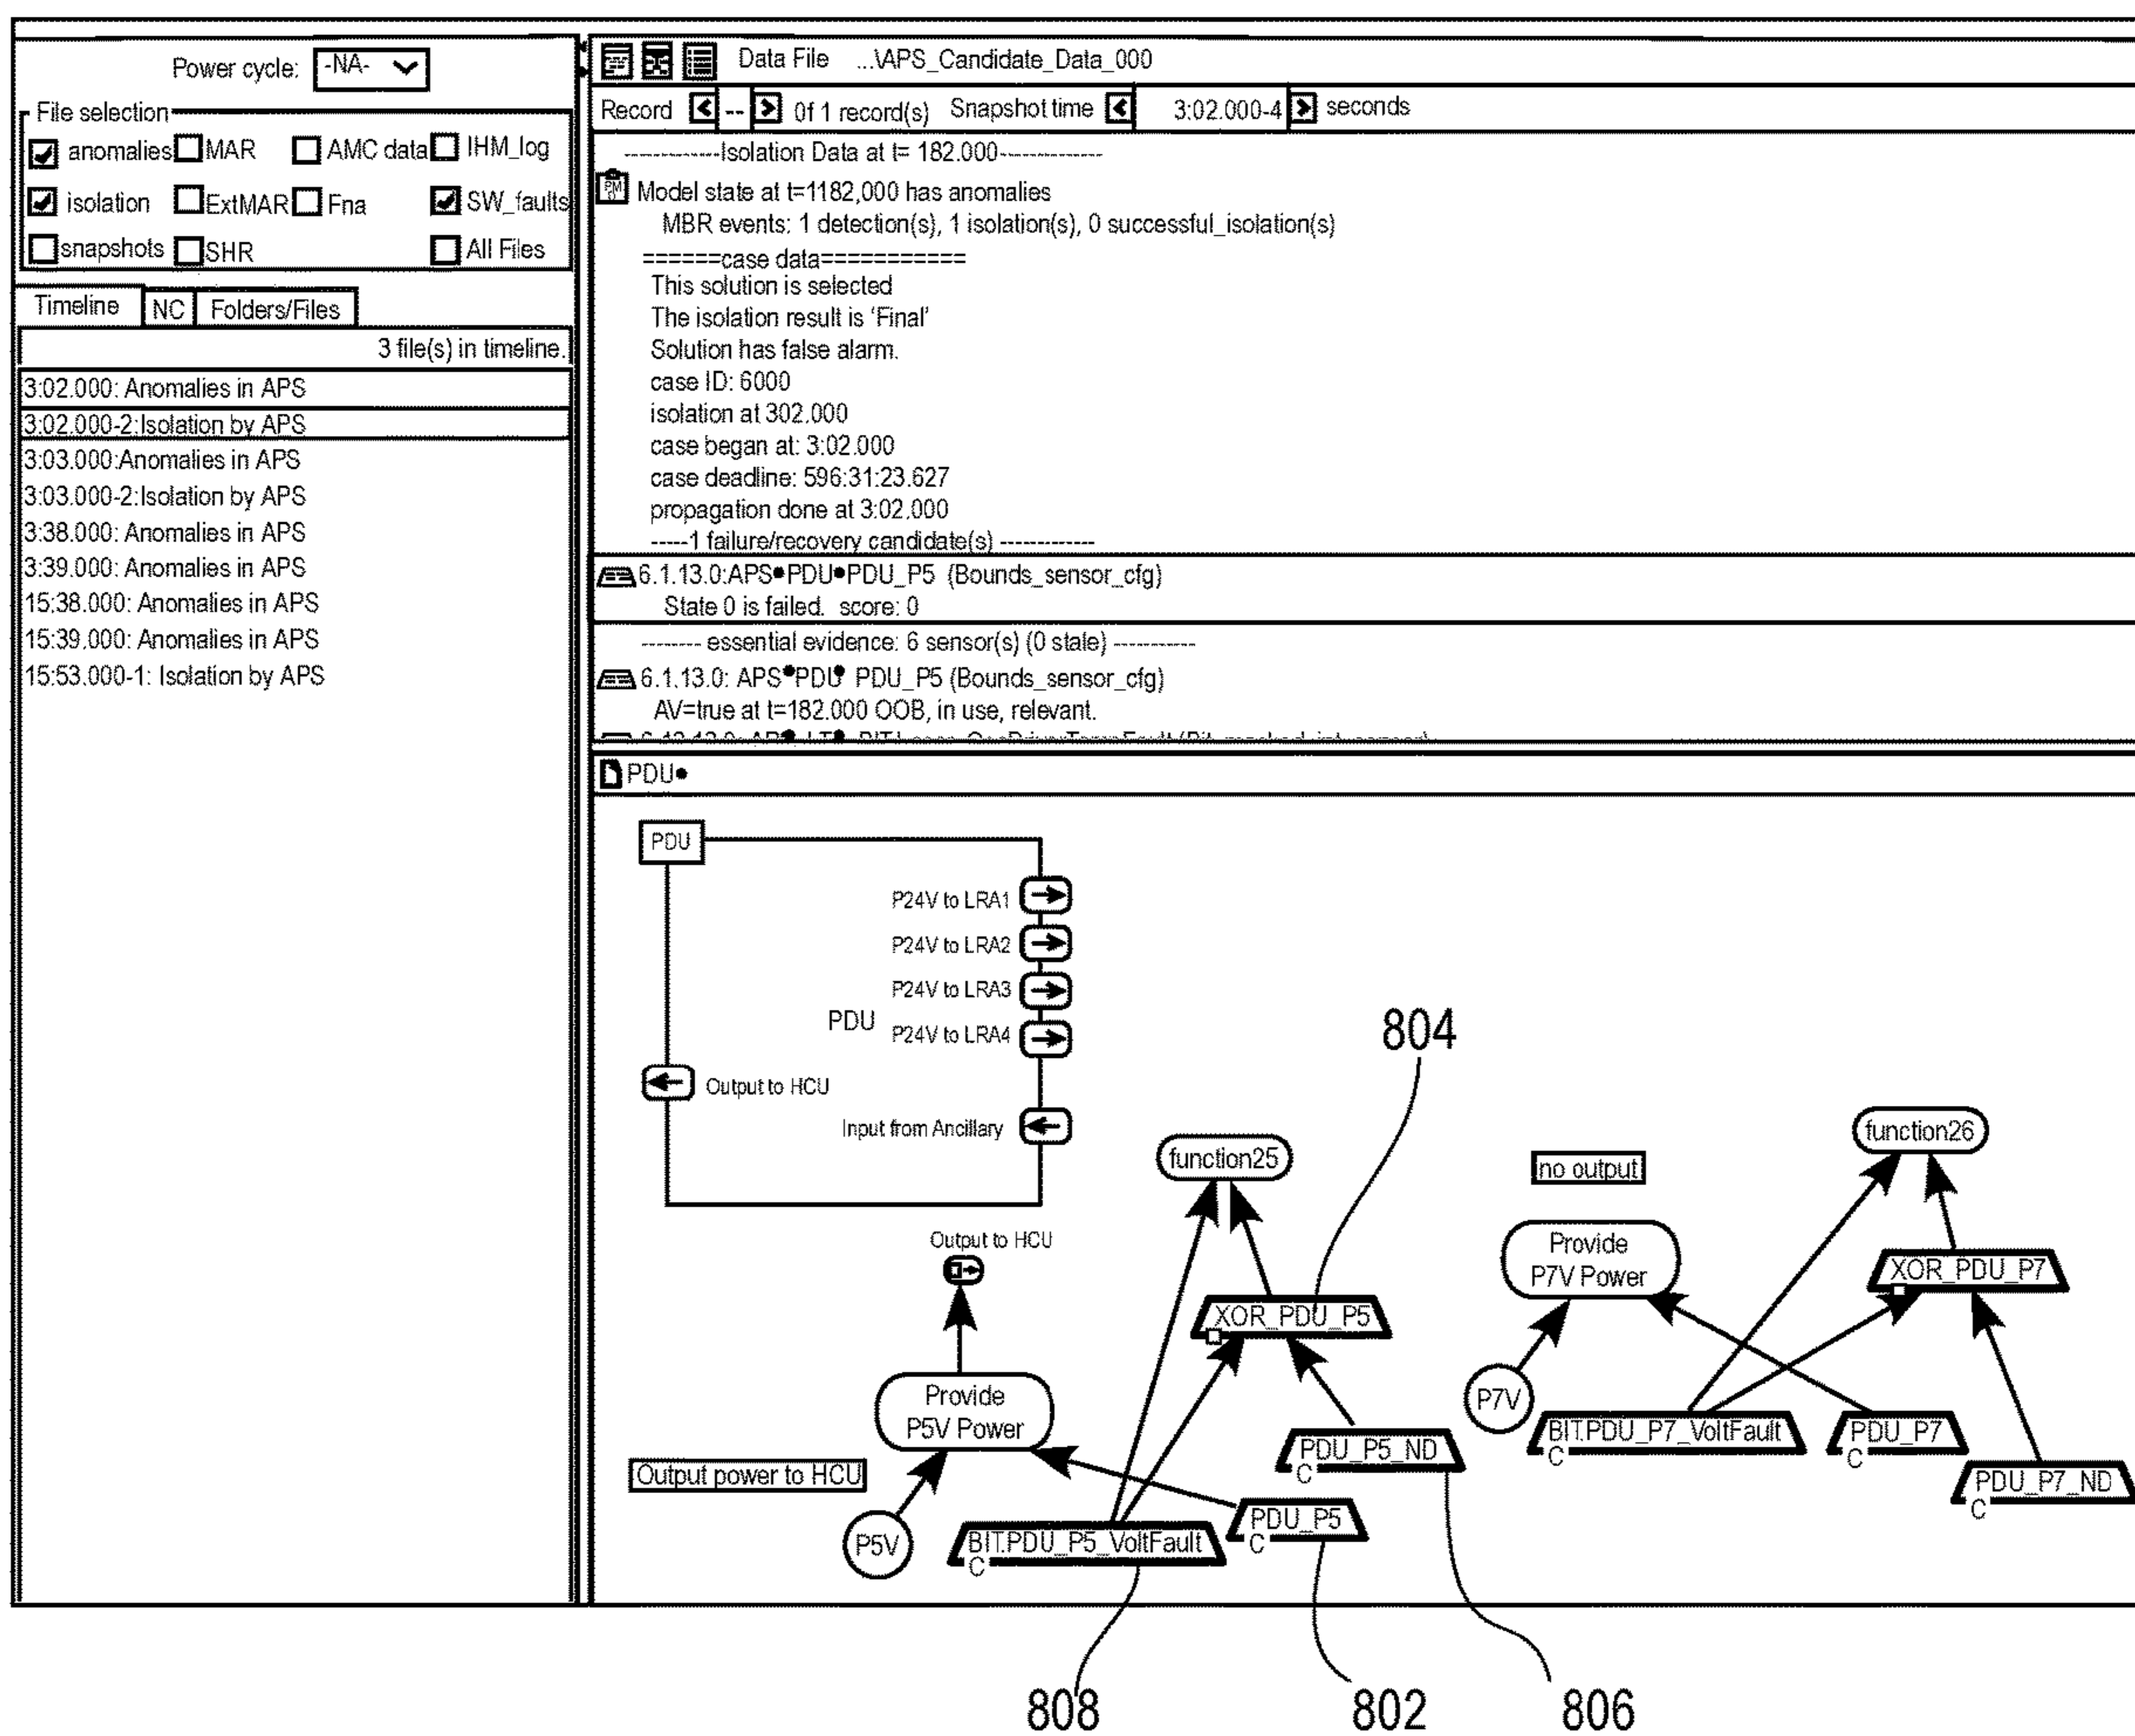 Power cycle: -NA-
File selection
anomalies MAR AMC data IHM_log
isolation ExtMAR Fna SW_faults
snapshots SHR All Files
Timeline NC Folders/Files
3 file(s) in timeline.
3:02.000: Anomalies in APS
3:02.000-2:Isolation by APS
3:03.000:Anomalies in APS
3:03.000-2:Isolation by APS
3:38.000: Anomalies in APS
3:39.000: Anomalies in APS
15:38.000: Anomalies in APS
15:39.000: Anomalies in APS
15:53.000-1: Isolation by APS
Data File ...\APS_Candidate_Data_000
Record -- 0f 1 record(s) Snapshot time 3:02.000-4 seconds
-------------Isolation Data at t= 182.000-------------
Model state at t=1182,000 has anomalies
MBR events: 1 detection(s), 1 isolation(s), 0 successful_isolation(s)
======case data===========
This solution is selected
The isolation result is 'Final'
Solution has false alarm.
case ID: 6000
isolation at 302.000
case began at: 3:02.000
case deadline: 596:31:23.627
propagation done at 3:02.000
-----1 failure/recovery candidate(s) -------------
6.1.13.0:APS•PDU•PDU_P5 (Bounds_sensor_cfg)
State 0 is failed. score: 0
-------- essential evidence: 6 sensor(s) (0 stale) -----------
6.1.13.0: APS•PDU• PDU_P5 (Bounds_sensor_cfg)
AV=true at t=182.000 OOB, in use, relevant.
PDU•
PDU
P24V to LRA1
P24V to LRA2
P24V to LRA3
PDU P24V to LRA4
Output to HCU
Input from Ancillary
804
function25
function26
no output
Output to HCU
Provide
P7V Power
XOR_PDU_P7
XOR_PDU_P5
Provide
P5V Power
P7V
BIT.PDU_P7_VoltFault
C
PDU_P7
C
PDU_P5_ND
C
PDU_P7_ND
C
Output power to HCU
P5V
BIT.PDU_P5_VoltFault
C
PDU_P5
C
808 802 806